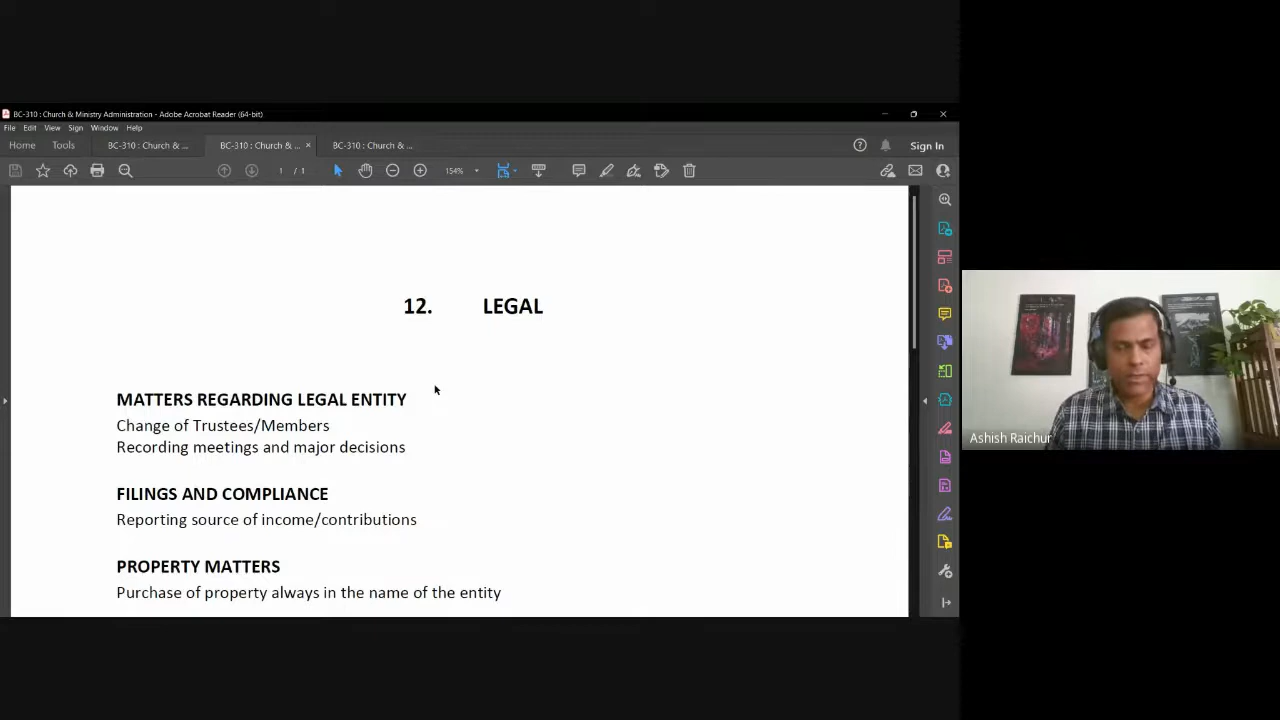 BC-310 : Church & Ministry Administration - Adobe Acrobat Reader (64-bit)
File Edit View Sign Window Help
Home Tools BC-310 : Church & ... BC-310 : Church & ... × BC-310 : Church & ... Sign In
1 / 1 154%
12. LEGAL
MATTERS REGARDING LEGAL ENTITY
Change of Trustees/Members
Recording meetings and major decisions
FILINGS AND COMPLIANCE
Reporting source of income/contributions
PROPERTY MATTERS
Purchase of property always in the name of the entity
Ashish Raichur